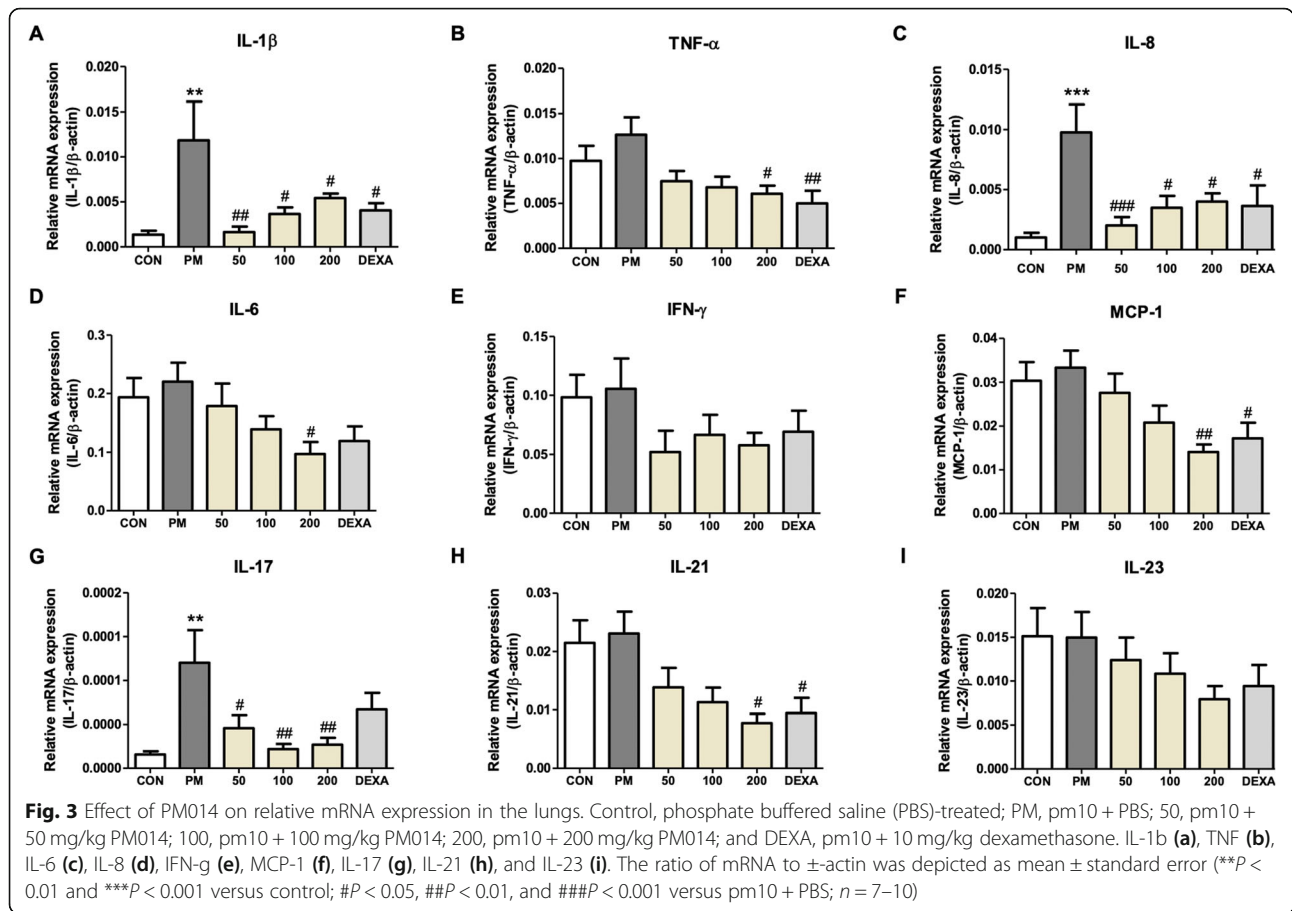 A
IL-1β
Relative mRNA expression
(IL-1β/β-actin)
0.020
0.015
0.010
0.005
0.000
**
##
#
#
#
CON PM 50 100 200 DEXA
B
TNF-α
Relative mRNA expression
(TNF-α/β-actin)
0.020
0.015
0.010
0.005
0.000
#
##
CON PM 50 100 200 DEXA
C
IL-8
Relative mRNA expression
(IL-8/β-actin)
0.015
0.010
0.005
0.000
***
###
#
#
#
CON PM 50 100 200 DEXA
D
IL-6
Relative mRNA expression
(IL-6/β-actin)
0.3
0.2
0.1
0.0
#
CON PM 50 100 200 DEXA
E
IFN-γ
Relative mRNA expression
(IFN-γ/β-actin)
0.15
0.10
0.05
0.00
CON PM 50 100 200 DEXA
F
MCP-1
Relative mRNA expression
(MCP-1/β-actin)
0.04
0.03
0.02
0.01
0.00
##
#
CON PM 50 100 200 DEXA
G
IL-17
Relative mRNA expression
(IL-17/β-actin)
0.0002
0.0001
0.0001
0.0000
0.0000
**
#
##
##
CON PM 50 100 200 DEXA
H
IL-21
Relative mRNA expression
(IL-21/β-actin)
0.03
0.02
0.01
0.00
#
#
CON PM 50 100 200 DEXA
I
IL-23
Relative mRNA expression
(IL-23/β-actin)
0.020
0.015
0.010
0.005
0.000
CON PM 50 100 200 DEXA
Fig. 3 Effect of PM014 on relative mRNA expression in the lungs. Control, phosphate buffered saline (PBS)-treated; PM, pm10 + PBS; 50, pm10 +
50 mg/kg PM014; 100, pm10 + 100 mg/kg PM014; 200, pm10 + 200 mg/kg PM014; and DEXA, pm10 + 10 mg/kg dexamethasone. IL-1b (a), TNF (b),
IL-6 (c), IL-8 (d), IFN-g (e), MCP-1 (f), IL-17 (g), IL-21 (h), and IL-23 (i). The ratio of mRNA to ±-actin was depicted as mean ± standard error (**P <
0.01 and ***P < 0.001 versus control; #P < 0.05, ##P < 0.01, and ###P < 0.001 versus pm10 + PBS; n = 7–10)